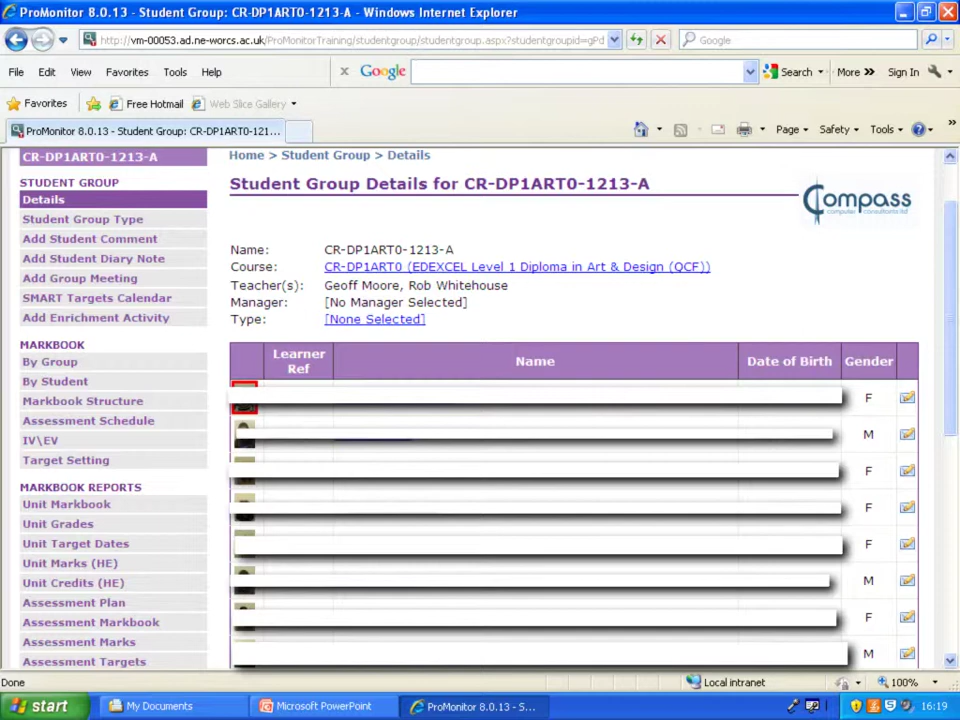 ProMonitor 8.0.13 - Student Group: CR-DP1ART0-1213-A - Windows Internet Explorer
http://vm-00053.ad.ne-worcs.ac.uk/ProMonitorTraining/studentgroup/studentgroup.aspx?studentgroupid=gPd
Google
File Edit View Favorites Tools Help
x Google Search More » Sign In
Favorites Free Hotmail Web Slice Gallery
ProMonitor 8.0.13 - Student Group: CR-DP1ART0-121...
Page Safety Tools »
CR-DP1ART0-1213-A
STUDENT GROUP
Details
Student Group Type
Add Student Comment
Add Student Diary Note
Add Group Meeting
SMART Targets Calendar
Add Enrichment Activity
MARKBOOK
By Group
By Student
Markbook Structure
Assessment Schedule
IV\EV
Target Setting
MARKBOOK REPORTS
Unit Markbook
Unit Grades
Unit Target Dates
Unit Marks (HE)
Unit Credits (HE)
Assessment Plan
Assessment Markbook
Assessment Marks
Assessment Targets
Home > Student Group > Details
Student Group Details for CR-DP1ART0-1213-A
Compass
computer consultants ltd
Name: CR-DP1ART0-1213-A
Course: CR-DP1ART0 (EDEXCEL Level 1 Diploma in Art & Design (QCF))
Teacher(s): Geoff Moore, Rob Whitehouse
Manager: [No Manager Selected]
Type: [None Selected]
Learner Ref Name Date of Birth Gender
F
M
F
F
F
M
F
M
Done Local intranet 100%
start My Documents Microsoft PowerPoint ProMonitor 8.0.13 - S... 16:19